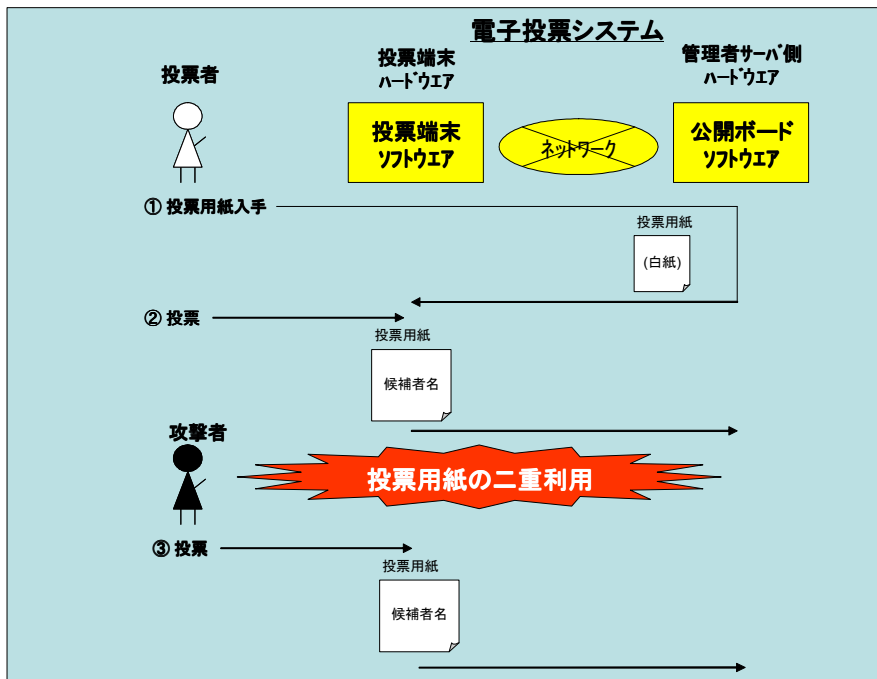 電子投票システム
投票者
投票端末
ハードウエア
管理者サーバ側
ハードウエア
投票端末
ソフトウエア
ネットワーク
公開ボード
ソフトウエア
① 投票用紙入手
投票用紙
(白紙)
② 投票
投票用紙
候補者名
攻撃者
投票用紙の二重利用
③ 投票
投票用紙
候補者名